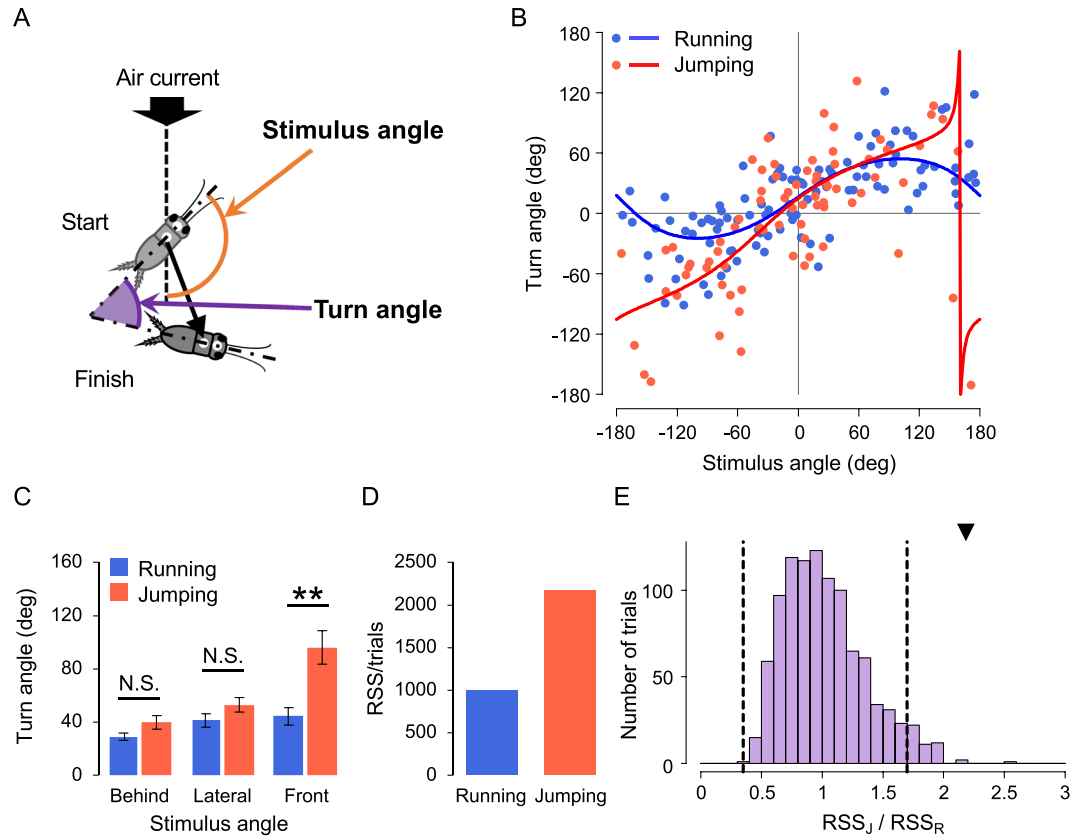 A
Air current
Stimulus angle
Start
Turn angle
Finish
B
Running
Jumping
Turn angle (deg)
180
120
60
0
-60
-120
-180
-180
-120
-60
0
60
120
180
Stimulus angle (deg)
C
Running
Jumping
Turn angle (deg)
160
120
80
40
0
N.S.
N.S.
**
Behind
Lateral
Front
Stimulus angle
D
RSS/trials
2500
2000
1500
1000
500
0
Running
Jumping
E
Number of trials
100
50
0
0
0.5
1
1.5
2
2.5
3
RSSJ / RSSR